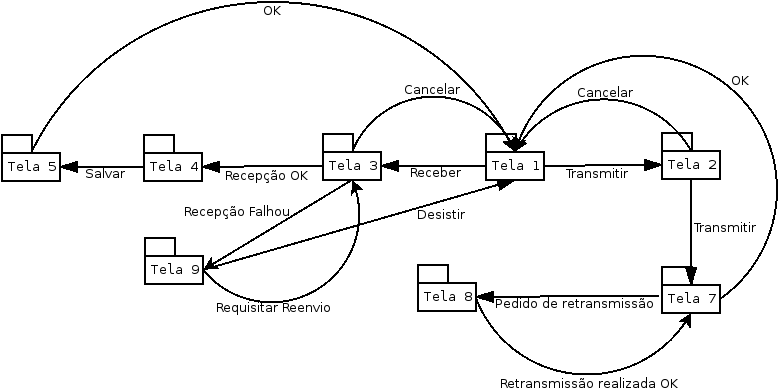 OK
OK
Cancelar
Cancelar
Tela 5
Salvar
Tela 4
Recepção OK
Tela 3
Receber
Tela 1
Transmitir
Tela 2
Recepção Falhou
Desistir
Transmitir
Tela 9
Requisitar Reenvio
Tela 8
Pedido de retransmissão
Tela 7
Retransmissão realizada OK